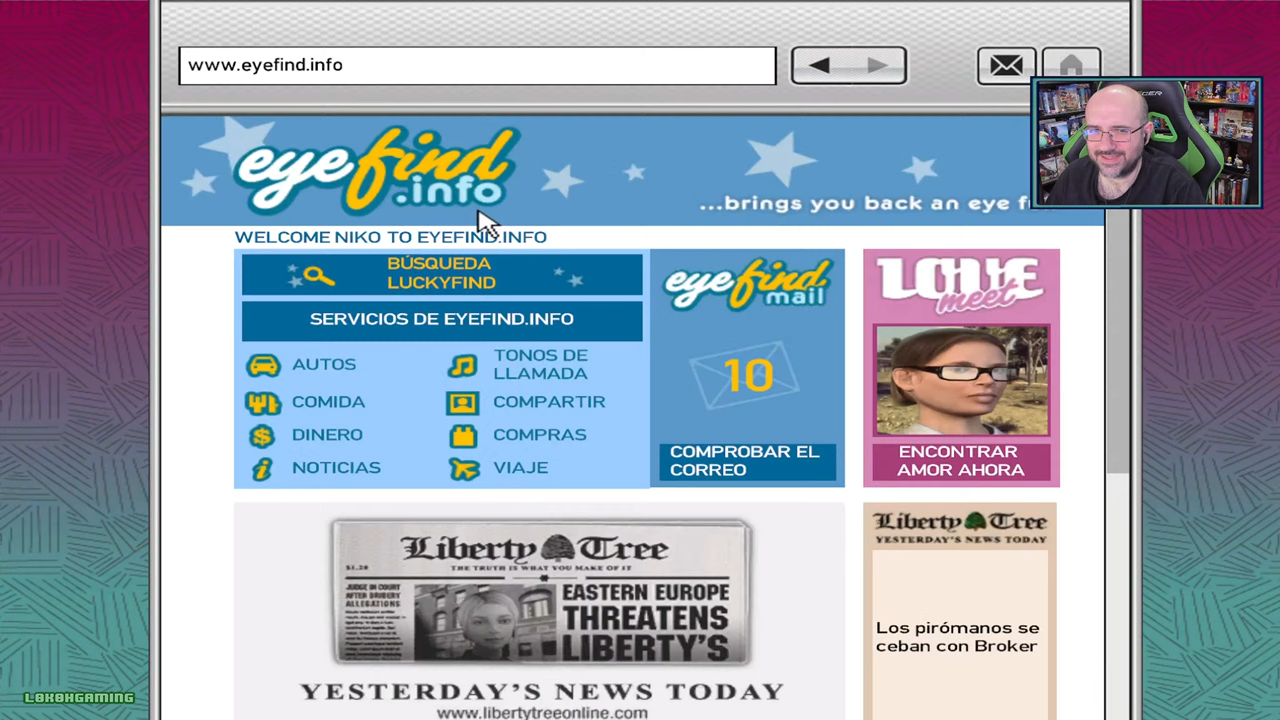 www.eyefind.info
eyefind
.info
...brings you back an eye f
WELCOME NIKO TO EYEFIND.INFO
BÚSQUEDA
LUCKYFIND
SERVICIOS DE EYEFIND.INFO
AUTOS
TONOS DE
LLAMADA
COMIDA
COMPARTIR
DINERO
COMPRAS
NOTICIAS
VIAJE
eyefind
mail
10
COMPROBAR EL
CORREO
LOVE
meet
ENCONTRAR
AMOR AHORA
Liberty Tree
THE TRUTH IS WHAT YOU MAKE OF IT
$1.20
JUDGE IN COURT
AFTER BRIBERY
ALLEGATIONS
EASTERN EUROPE
THREATENS
LIBERTY'S
YESTERDAY'S NEWS TODAY
www.libertytreeonline.com
Liberty Tree
YESTERDAY'S NEWS TODAY
Los pirómanos se
ceban con Broker
L0K0XGAMING